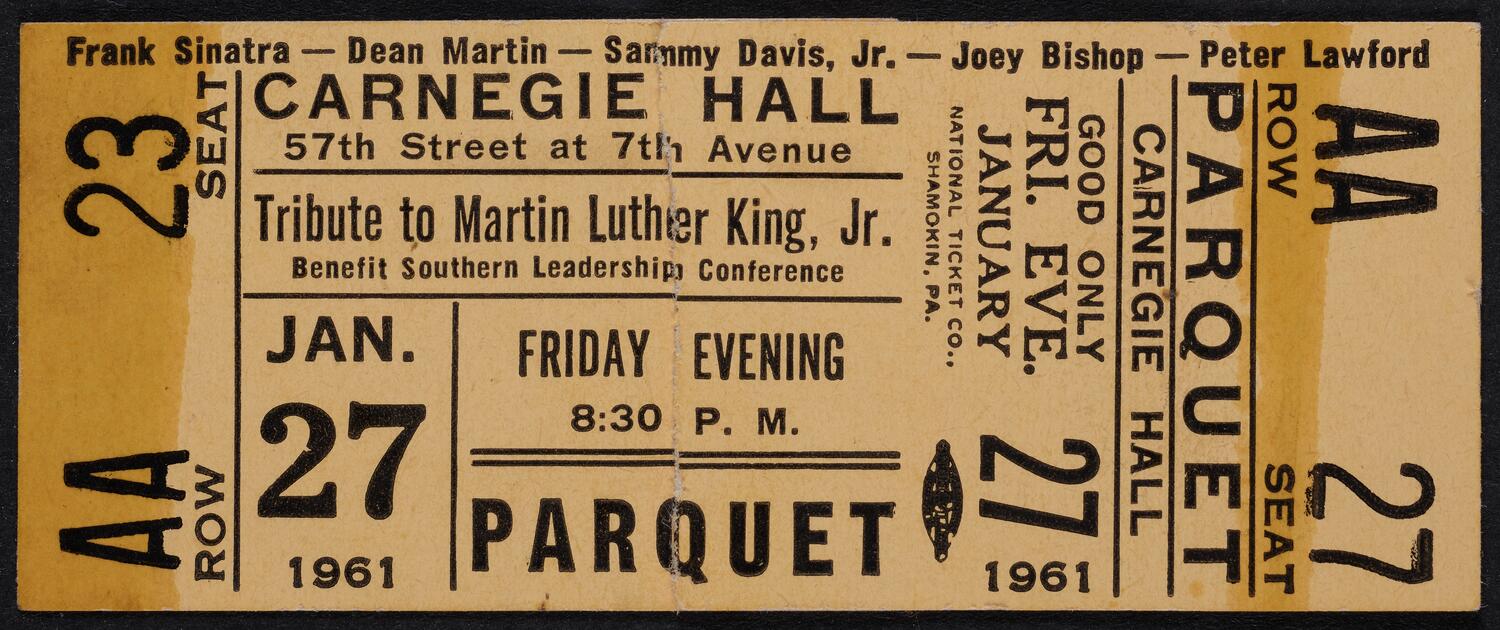 Frank Sinatra — Dean Martin — Sammy Davis, Jr. — Joey Bishop — Peter Lawford
SEAT
23
ROW
AA
CARNEGIE HALL
57th Street at 7th Avenue
Tribute to Martin Luther King, Jr.
Benefit Southern Leadership Conference
JAN.
27
1961
FRIDAY EVENING
8:30 P. M.
PARQUET
GOOD ONLY
FRI. EVE.
JANUARY
27
1961
NATIONAL TICKET CO.,
SHAMOKIN, PA.
CARNEGIE HALL
PARQUET
ROW
AA
SEAT
27